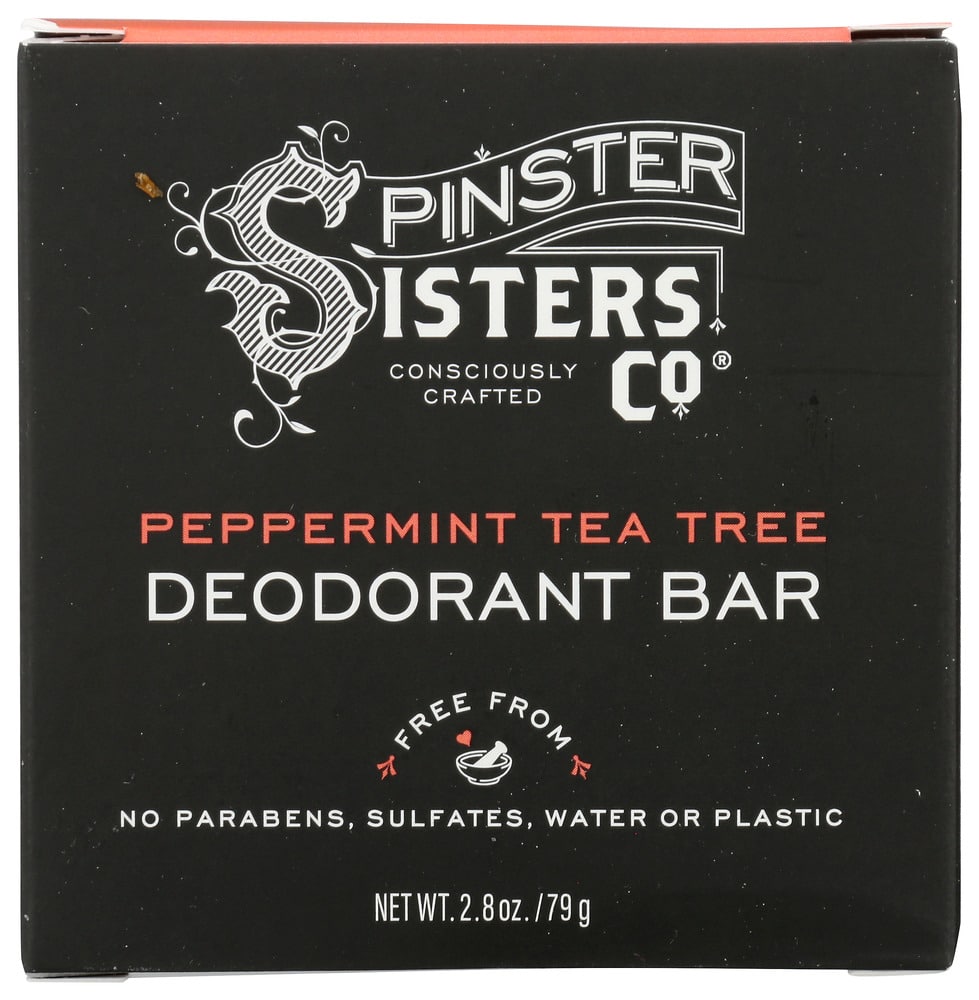 SPINSTER
SISTERS
CO®
CONSCIOUSLY
CRAFTED
PEPPERMINT TEA TREE
DEODORANT BAR
FREE FROM
NO PARABENS, SULFATES, WATER OR PLASTIC
NET WT. 2.8 oz. / 79 g